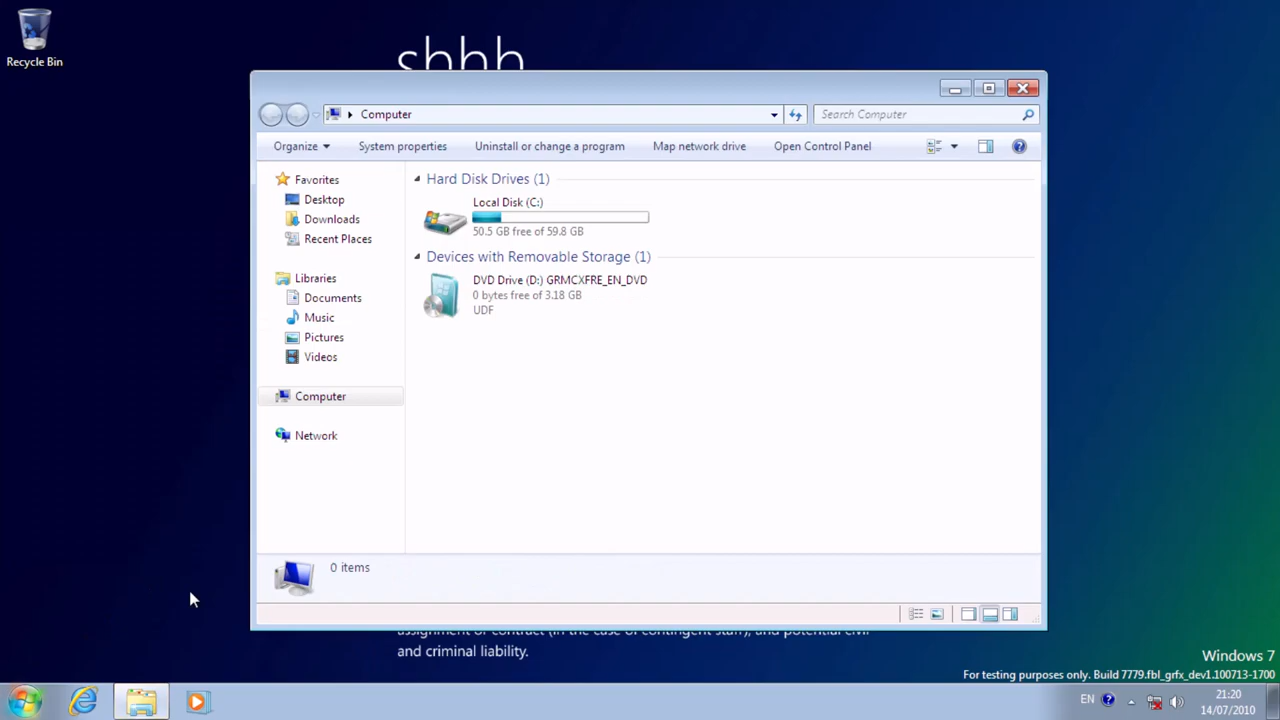 Recycle Bin
shhh
Computer
Search Computer
Organize
System properties
Uninstall or change a program
Map network drive
Open Control Panel
Favorites
Desktop
Downloads
Recent Places
Libraries
Documents
Music
Pictures
Videos
Computer
Network
Hard Disk Drives (1)
Local Disk (C:)
50.5 GB free of 59.8 GB
Devices with Removable Storage (1)
DVD Drive (D:) GRMCXFRE_EN_DVD
0 bytes free of 3.18 GB
UDF
0 items
assignment or contract (in the case of contingent staff), and potential civil
and criminal liability.
Windows 7
For testing purposes only. Build 7779.fbl_grfx_dev1.100713-1700
EN
21:20
14/07/2010